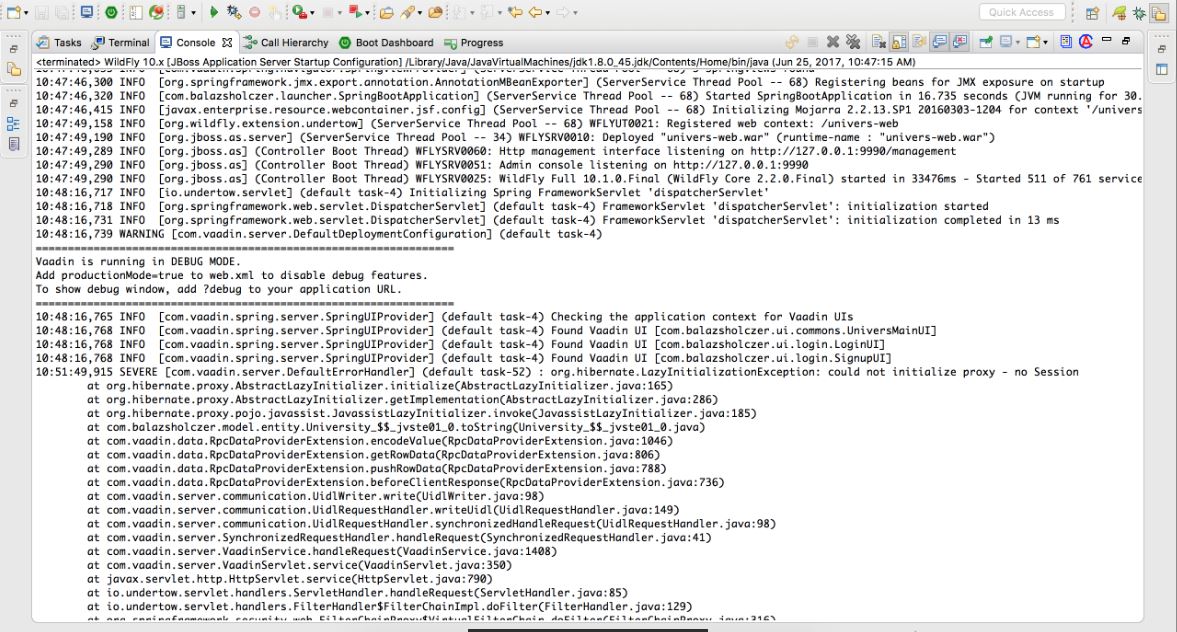 Quick Access
Tasks Terminal Console Call Hierarchy Boot Dashboard Progress
<terminated> WildFly 10.x [JBoss Application Server Startup Configuration] /Library/Java/JavaVirtualMachines/jdk1.8.0_45.jdk/Contents/Home/bin/java (Jun 25, 2017, 10:47:15 AM)
10:47:46,300 INFO  [org.springframework.jmx.export.annotation.AnnotationMBeanExporter] (ServerService Thread Pool -- 68) Registering beans for JMX exposure on startup
10:47:46,320 INFO  [com.balazsholczer.launcher.SpringBootApplication] (ServerService Thread Pool -- 68) Started SpringBootApplication in 16.735 seconds (JVM running for 30.
10:47:46,415 INFO  [javax.enterprise.resource.webcontainer.jsf.config] (ServerService Thread Pool -- 68) Initializing Mojarra 2.2.13.SP1 20160303-1204 for context '/univers
10:47:49,158 INFO  [org.wildfly.extension.undertow] (ServerService Thread Pool -- 68) WFLYUT0021: Registered web context: /univers-web
10:47:49,190 INFO  [org.jboss.as.server] (ServerService Thread Pool -- 34) WFLYSRV0010: Deployed "univers-web.war" (runtime-name : "univers-web.war")
10:47:49,289 INFO  [org.jboss.as] (Controller Boot Thread) WFLYSRV0060: Http management interface listening on http://127.0.0.1:9990/management
10:47:49,290 INFO  [org.jboss.as] (Controller Boot Thread) WFLYSRV0051: Admin console listening on http://127.0.0.1:9990
10:47:49,290 INFO  [org.jboss.as] (Controller Boot Thread) WFLYSRV0025: WildFly Full 10.1.0.Final (WildFly Core 2.2.0.Final) started in 33476ms - Started 511 of 761 service
10:48:16,717 INFO  [io.undertow.servlet] (default task-4) Initializing Spring FrameworkServlet 'dispatcherServlet'
10:48:16,718 INFO  [org.springframework.web.servlet.DispatcherServlet] (default task-4) FrameworkServlet 'dispatcherServlet': initialization started
10:48:16,731 INFO  [org.springframework.web.servlet.DispatcherServlet] (default task-4) FrameworkServlet 'dispatcherServlet': initialization completed in 13 ms
10:48:16,739 WARNING [com.vaadin.server.DefaultDeploymentConfiguration] (default task-4)
=================================================================
Vaadin is running in DEBUG MODE.
Add productionMode=true to web.xml to disable debug features.
To show debug window, add ?debug to your application URL.
=================================================================
10:48:16,765 INFO  [com.vaadin.spring.server.SpringUIProvider] (default task-4) Checking the application context for Vaadin UIs
10:48:16,768 INFO  [com.vaadin.spring.server.SpringUIProvider] (default task-4) Found Vaadin UI [com.balazsholczer.ui.commons.UniversMainUI]
10:48:16,768 INFO  [com.vaadin.spring.server.SpringUIProvider] (default task-4) Found Vaadin UI [com.balazsholczer.ui.login.LoginUI]
10:48:16,768 INFO  [com.vaadin.spring.server.SpringUIProvider] (default task-4) Found Vaadin UI [com.balazsholczer.ui.login.SignupUI]
10:51:49,915 SEVERE [com.vaadin.server.DefaultErrorHandler] (default task-52) : org.hibernate.LazyInitializationException: could not initialize proxy - no Session
at org.hibernate.proxy.AbstractLazyInitializer.initialize(AbstractLazyInitializer.java:165)
at org.hibernate.proxy.AbstractLazyInitializer.getImplementation(AbstractLazyInitializer.java:286)
at org.hibernate.proxy.pojo.javassist.JavassistLazyInitializer.invoke(JavassistLazyInitializer.java:185)
at com.balazsholczer.model.entity.University_$$_jvste01_0.toString(University_$$_jvste01_0.java)
at com.vaadin.data.RpcDataProviderExtension.encodeValue(RpcDataProviderExtension.java:1046)
at com.vaadin.data.RpcDataProviderExtension.getRowData(RpcDataProviderExtension.java:806)
at com.vaadin.data.RpcDataProviderExtension.pushRowData(RpcDataProviderExtension.java:788)
at com.vaadin.data.RpcDataProviderExtension.beforeClientResponse(RpcDataProviderExtension.java:736)
at com.vaadin.server.communication.UidlWriter.write(UidlWriter.java:98)
at com.vaadin.server.communication.UidlRequestHandler.writeUidl(UidlRequestHandler.java:149)
at com.vaadin.server.communication.UidlRequestHandler.synchronizedHandleRequest(UidlRequestHandler.java:98)
at com.vaadin.server.SynchronizedRequestHandler.handleRequest(SynchronizedRequestHandler.java:41)
at com.vaadin.server.VaadinService.handleRequest(VaadinService.java:1408)
at com.vaadin.server.VaadinServlet.service(VaadinServlet.java:350)
at javax.servlet.http.HttpServlet.service(HttpServlet.java:790)
at io.undertow.servlet.handlers.ServletHandler.handleRequest(ServletHandler.java:85)
at io.undertow.servlet.handlers.FilterHandler$FilterChainImpl.doFilter(FilterHandler.java:129)
at org.springframework.security.web.FilterChainProxy$VirtualFilterChain.doFilter(FilterChainProxy.java:316)